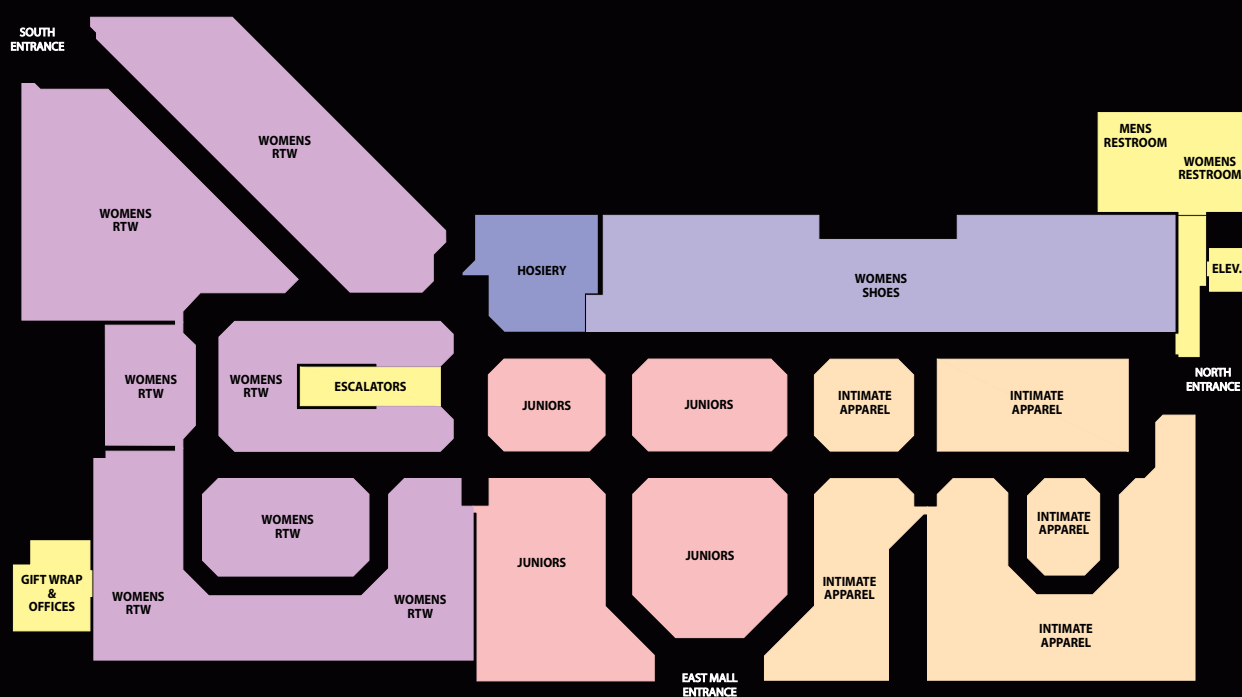 SOUTH
ENTRANCE
WOMENS
RTW
MENS
RESTROOM
WOMENS
RESTROOM
WOMENS
RTW
HOSIERY
WOMENS
SHOES
ELEV.
WOMENS
RTW
WOMENS
RTW
ESCALATORS
JUNIORS
JUNIORS
INTIMATE
APPAREL
INTIMATE
APPAREL
NORTH
ENTRANCE
WOMENS
RTW
INTIMATE
APPAREL
JUNIORS
JUNIORS
GIFT WRAP
&
OFFICES
WOMENS
RTW
WOMENS
RTW
INTIMATE
APPAREL
INTIMATE
APPAREL
EAST MALL
ENTRANCE